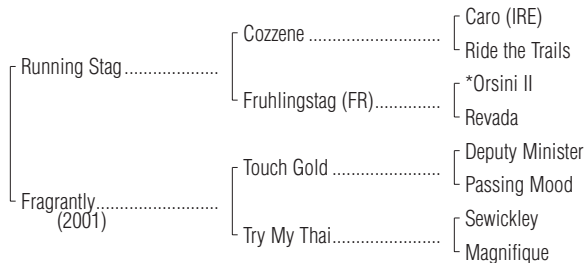 Caro (IRE)
Cozzene ............................
Ride the Trails
Running Stag....................
*Orsini II
Fruhlingstag (FR)..............
Revada
Deputy Minister
Touch Gold .......................
Passing Mood
Fragrantly..........................
(2001)
Sewickley
Try My Thai.......................
Magnifique